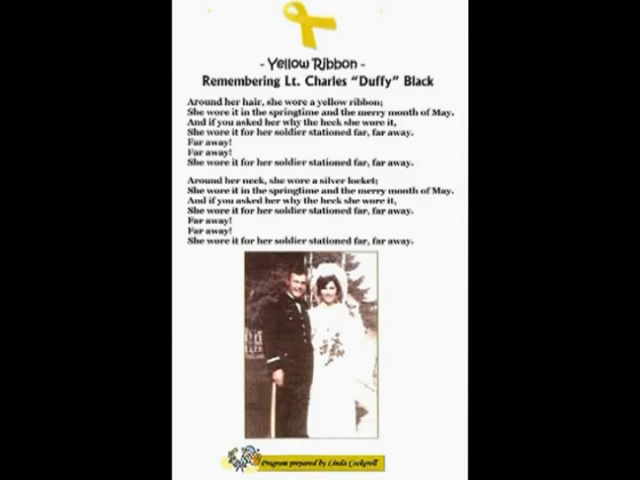 - Yellow Ribbon -
Remembering Lt. Charles “Duffy” Black
Around her hair, she wore a yellow ribbon;
She wore it in the springtime and the merry month of May.
And if you asked her why the heck she wore it,
She wore it for her soldier stationed far, far away.
Far away!
Far away!
She wore it for her soldier stationed far, far away.
Around her neck, she wore a silver locket;
She wore it in the springtime and the merry month of May.
And if you asked her why the heck she wore it,
She wore it for her soldier stationed far, far away.
Far away!
Far away!
She wore it for her soldier stationed far, far away.
Program prepared by Linda Cockerell